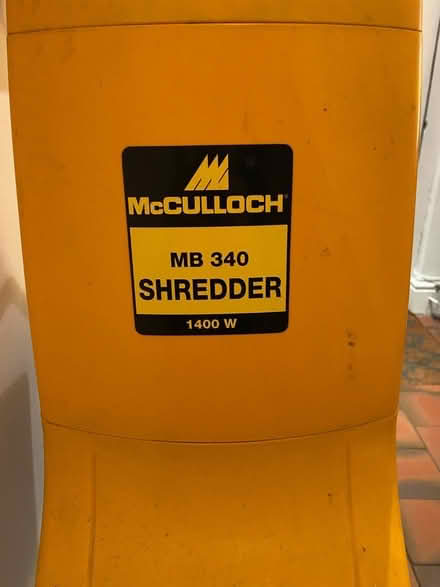 McCULLOCH
MB 340
SHREDDER
1400 W